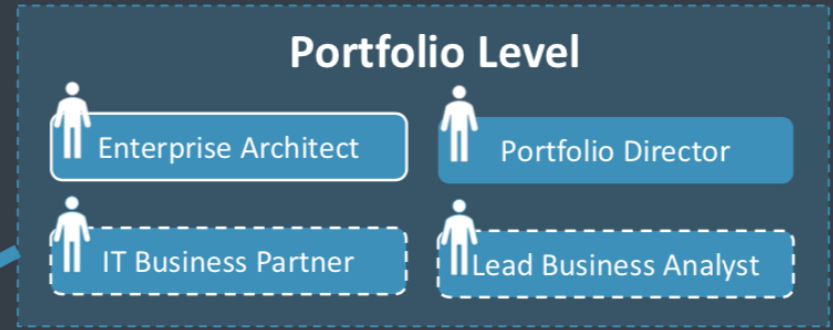 Portfolio Level
Enterprise Architect
Portfolio Director
IT Business Partner
Lead Business Analyst